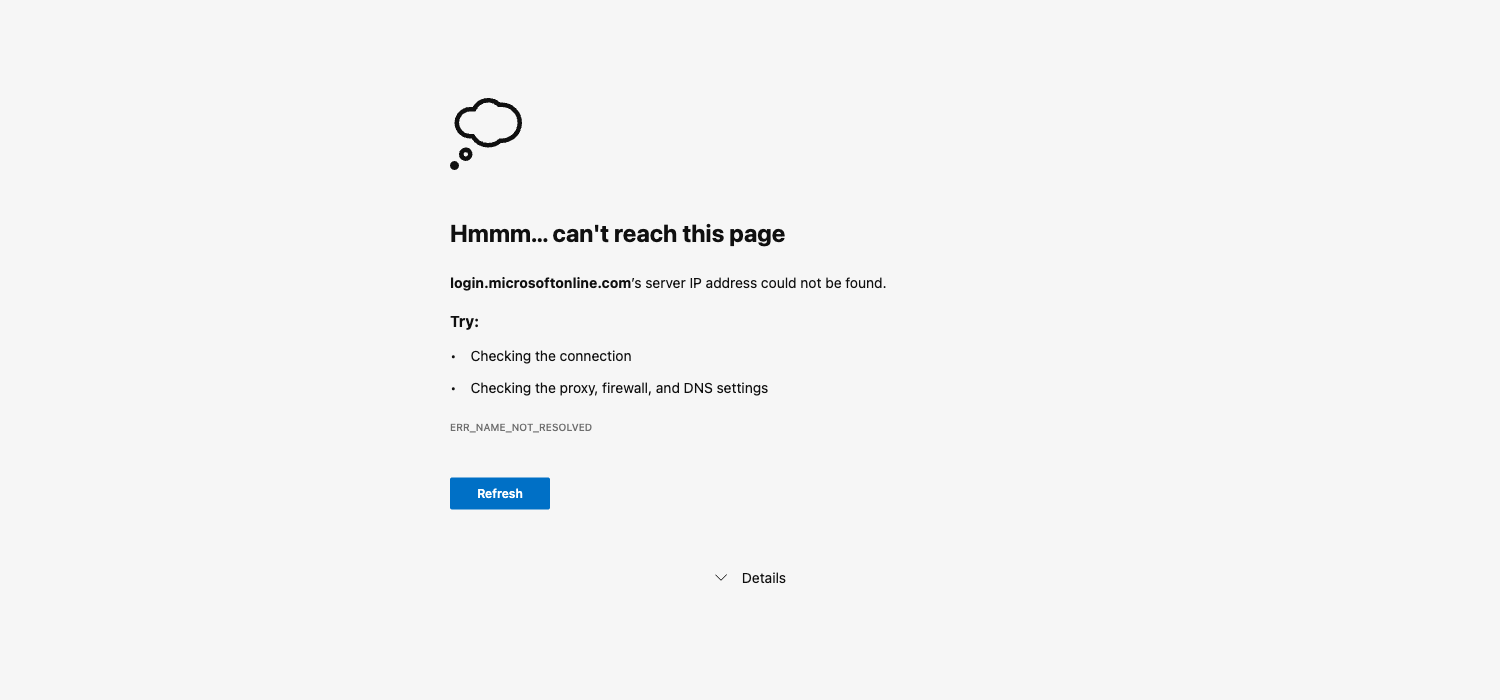 Hmmm... can't reach this page
login.microsoftonline.com's server IP address could not be found.
Try:
• Checking the connection
• Checking the proxy, firewall, and DNS settings
ERR_NAME_NOT_RESOLVED
Refresh
Details